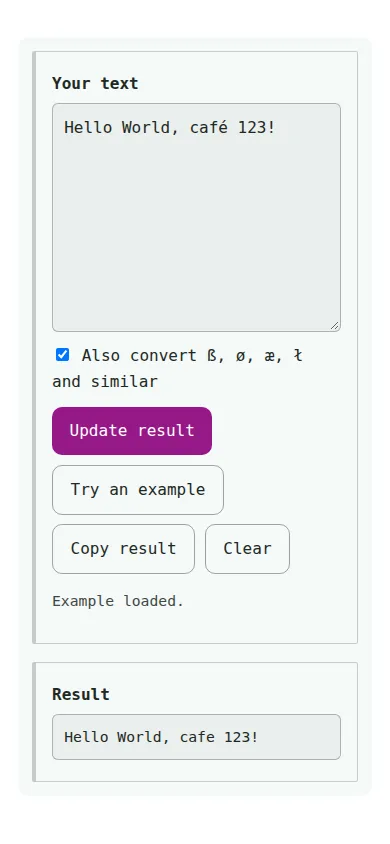 Your text
Hello World, café 123!
Also convert ß, ø, æ, ł
and similar
Update result
Try an example
Copy result Clear
Example loaded.
Result
Hello World, cafe 123!